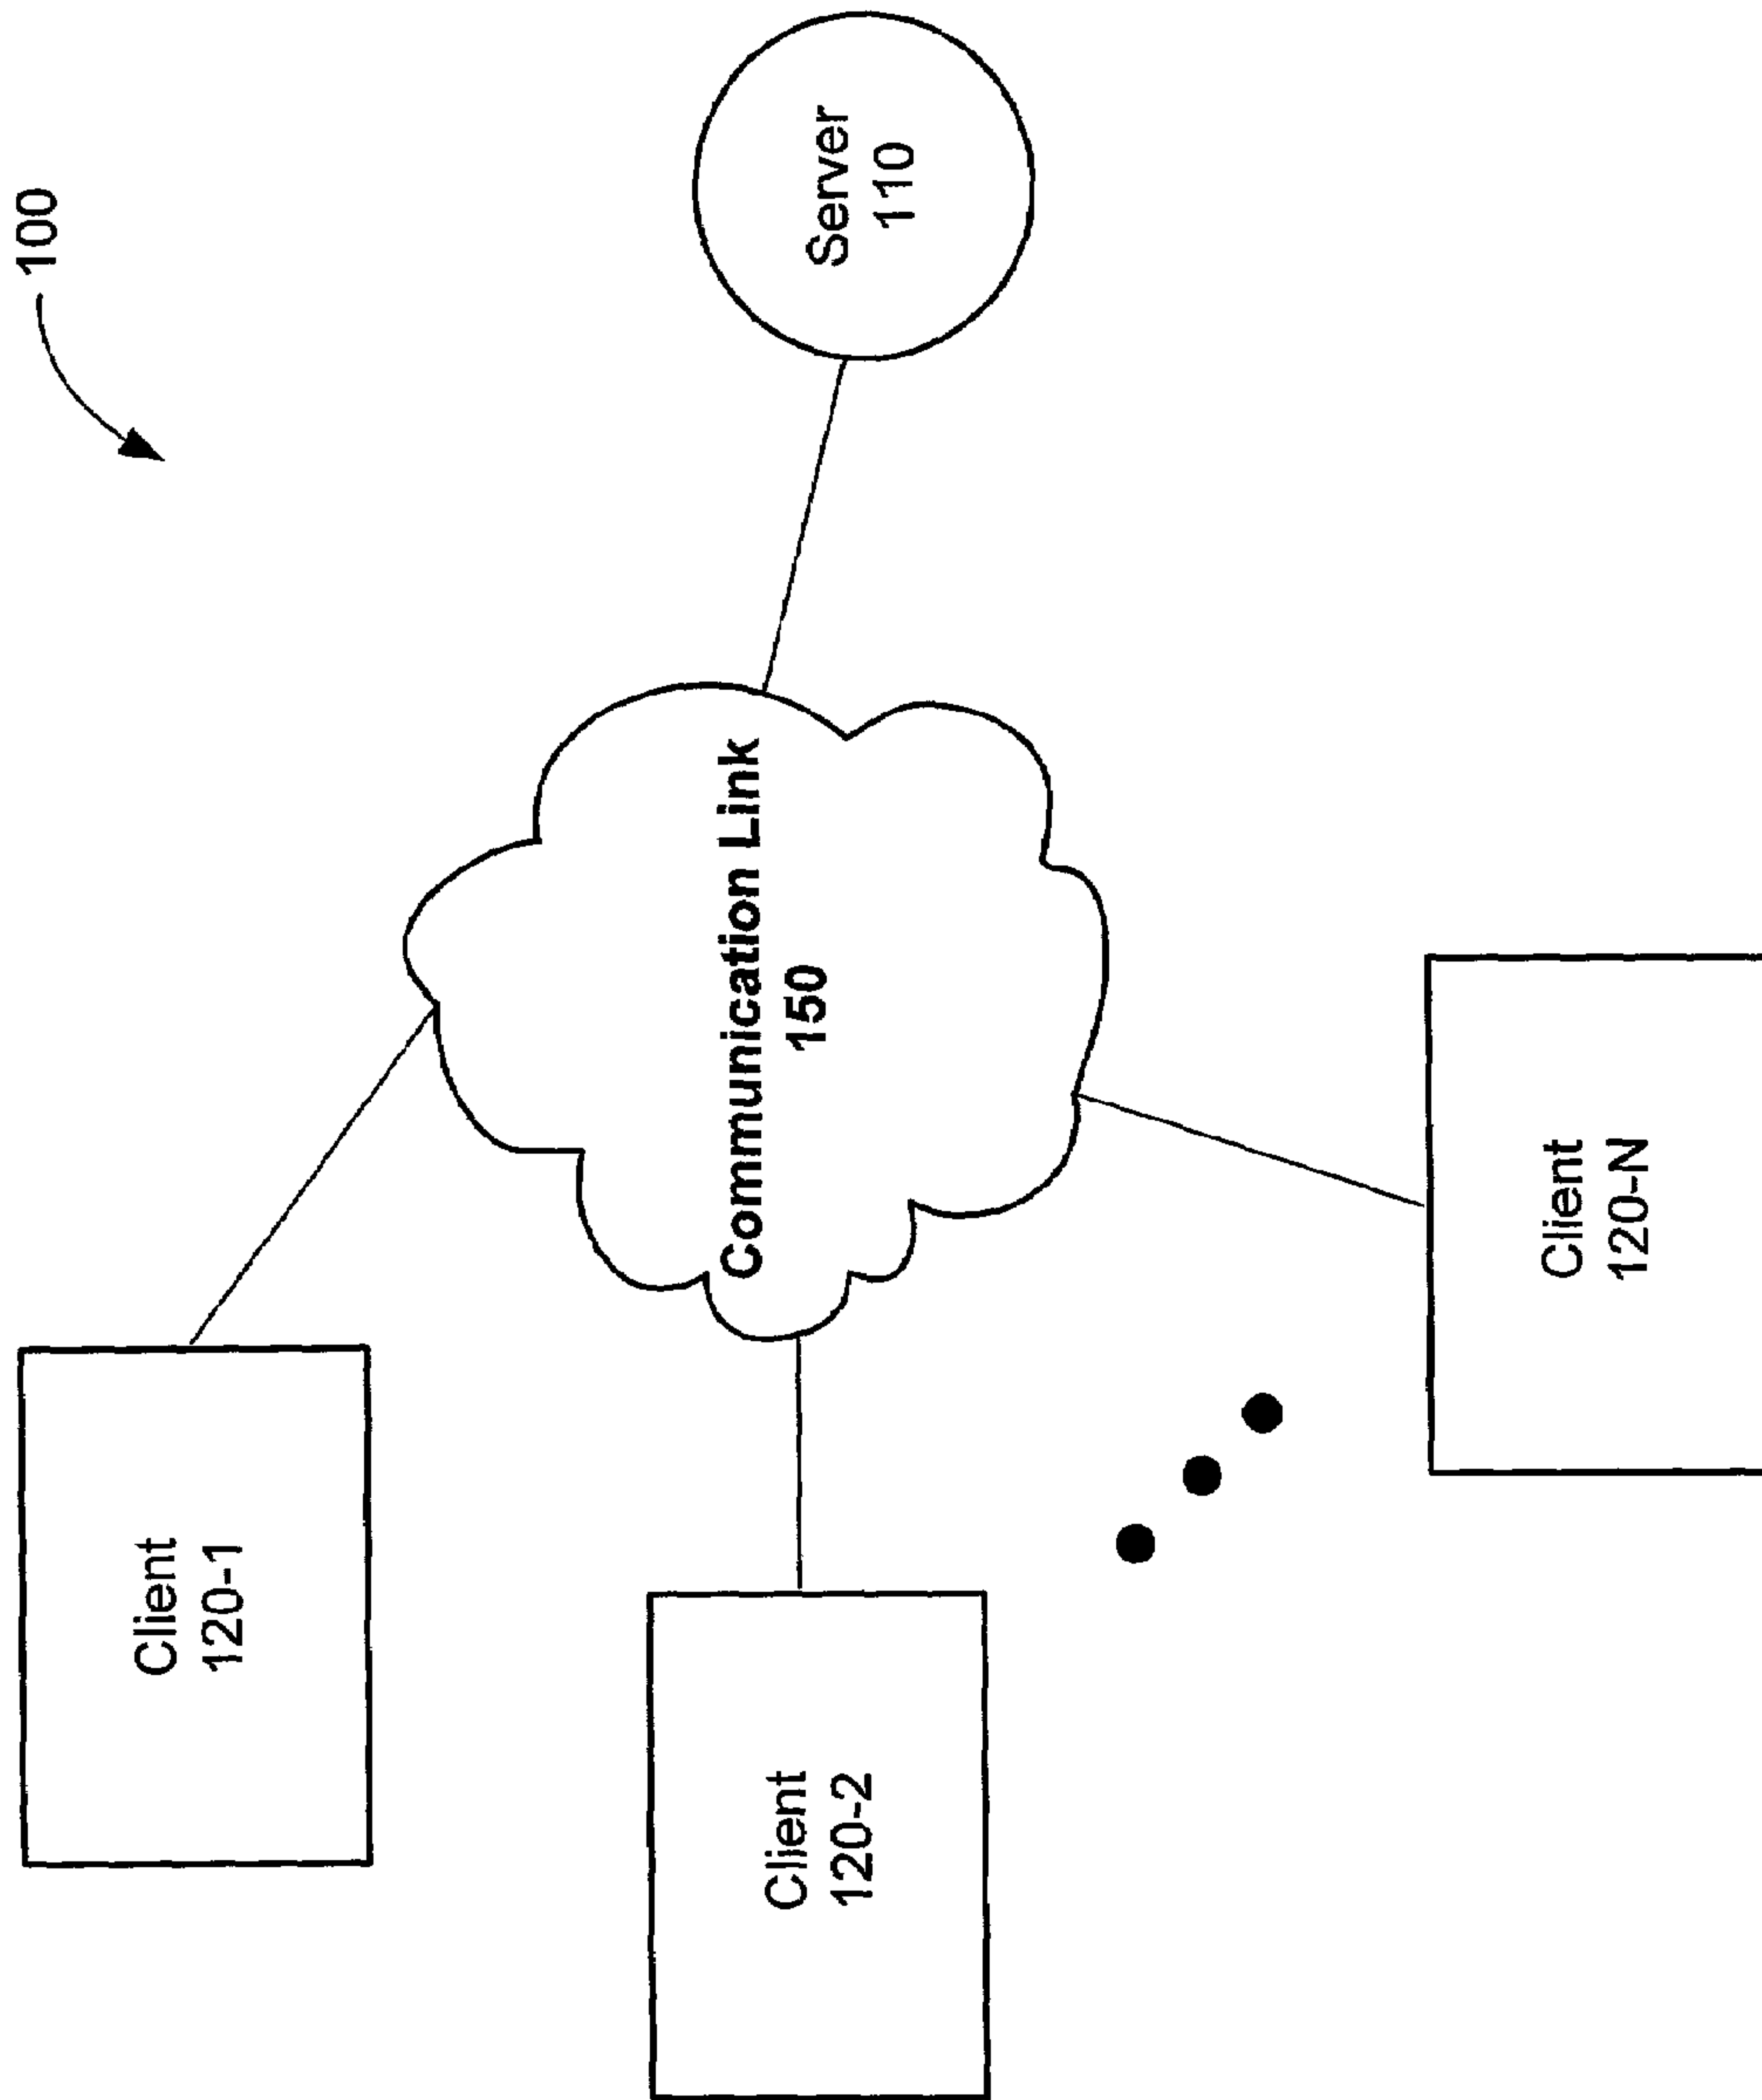 100
Client
120-1
Communication Link
150
Server
110
Client
120-2
Client
120-N